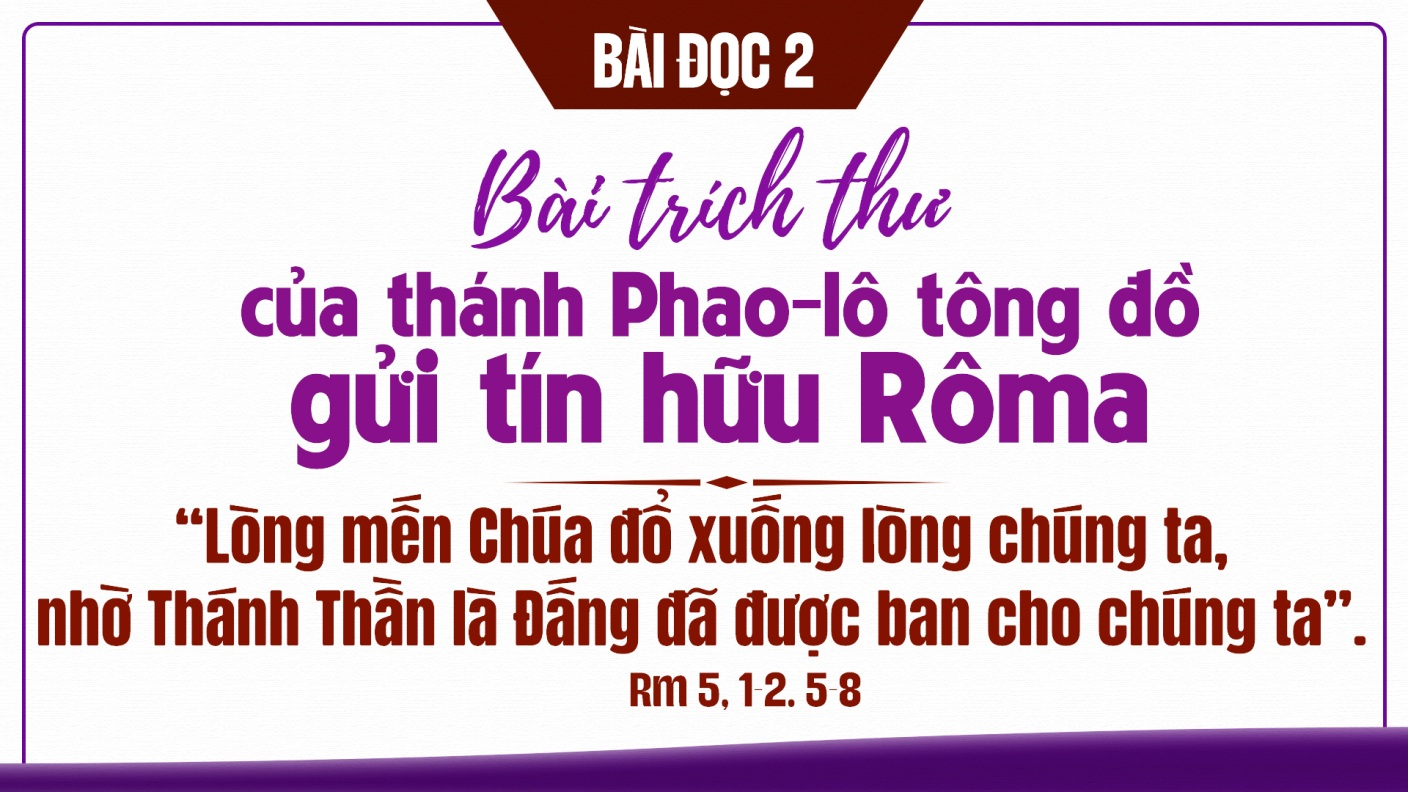 BÀI ĐỌC 2
Bài trích thư
của thánh Phao-lô tông đồ
gửi tín hữu Rôma
“Lòng mến Chúa đổ xuống lòng chúng ta,
nhờ Thánh Thần là Đấng đã được ban cho chúng ta”.
Rm 5, 1-2. 5-8